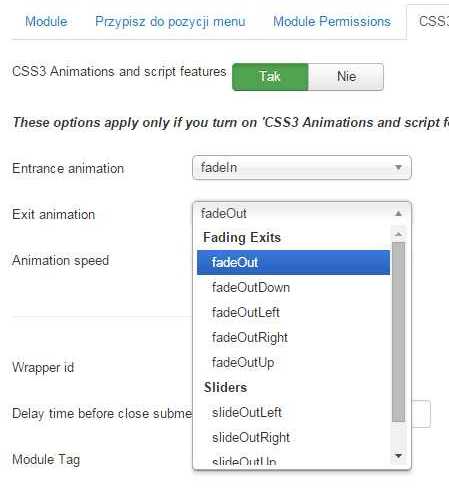 Module Przypisz do pozycji menu Module Permissions CSS3
CSS3 Animations and script features Tak Nie
These options apply only if you turn on 'CSS3 Animations and script f
Entrance animation fadeIn
Exit animation fadeOut
Fading Exits
Animation speed fadeOut
fadeOutDown
fadeOutLeft
fadeOutRight
fadeOutUp
Wrapper id
Sliders
Delay time before close subme slideOutLeft
slideOutRight
Module Tag slideOutUp